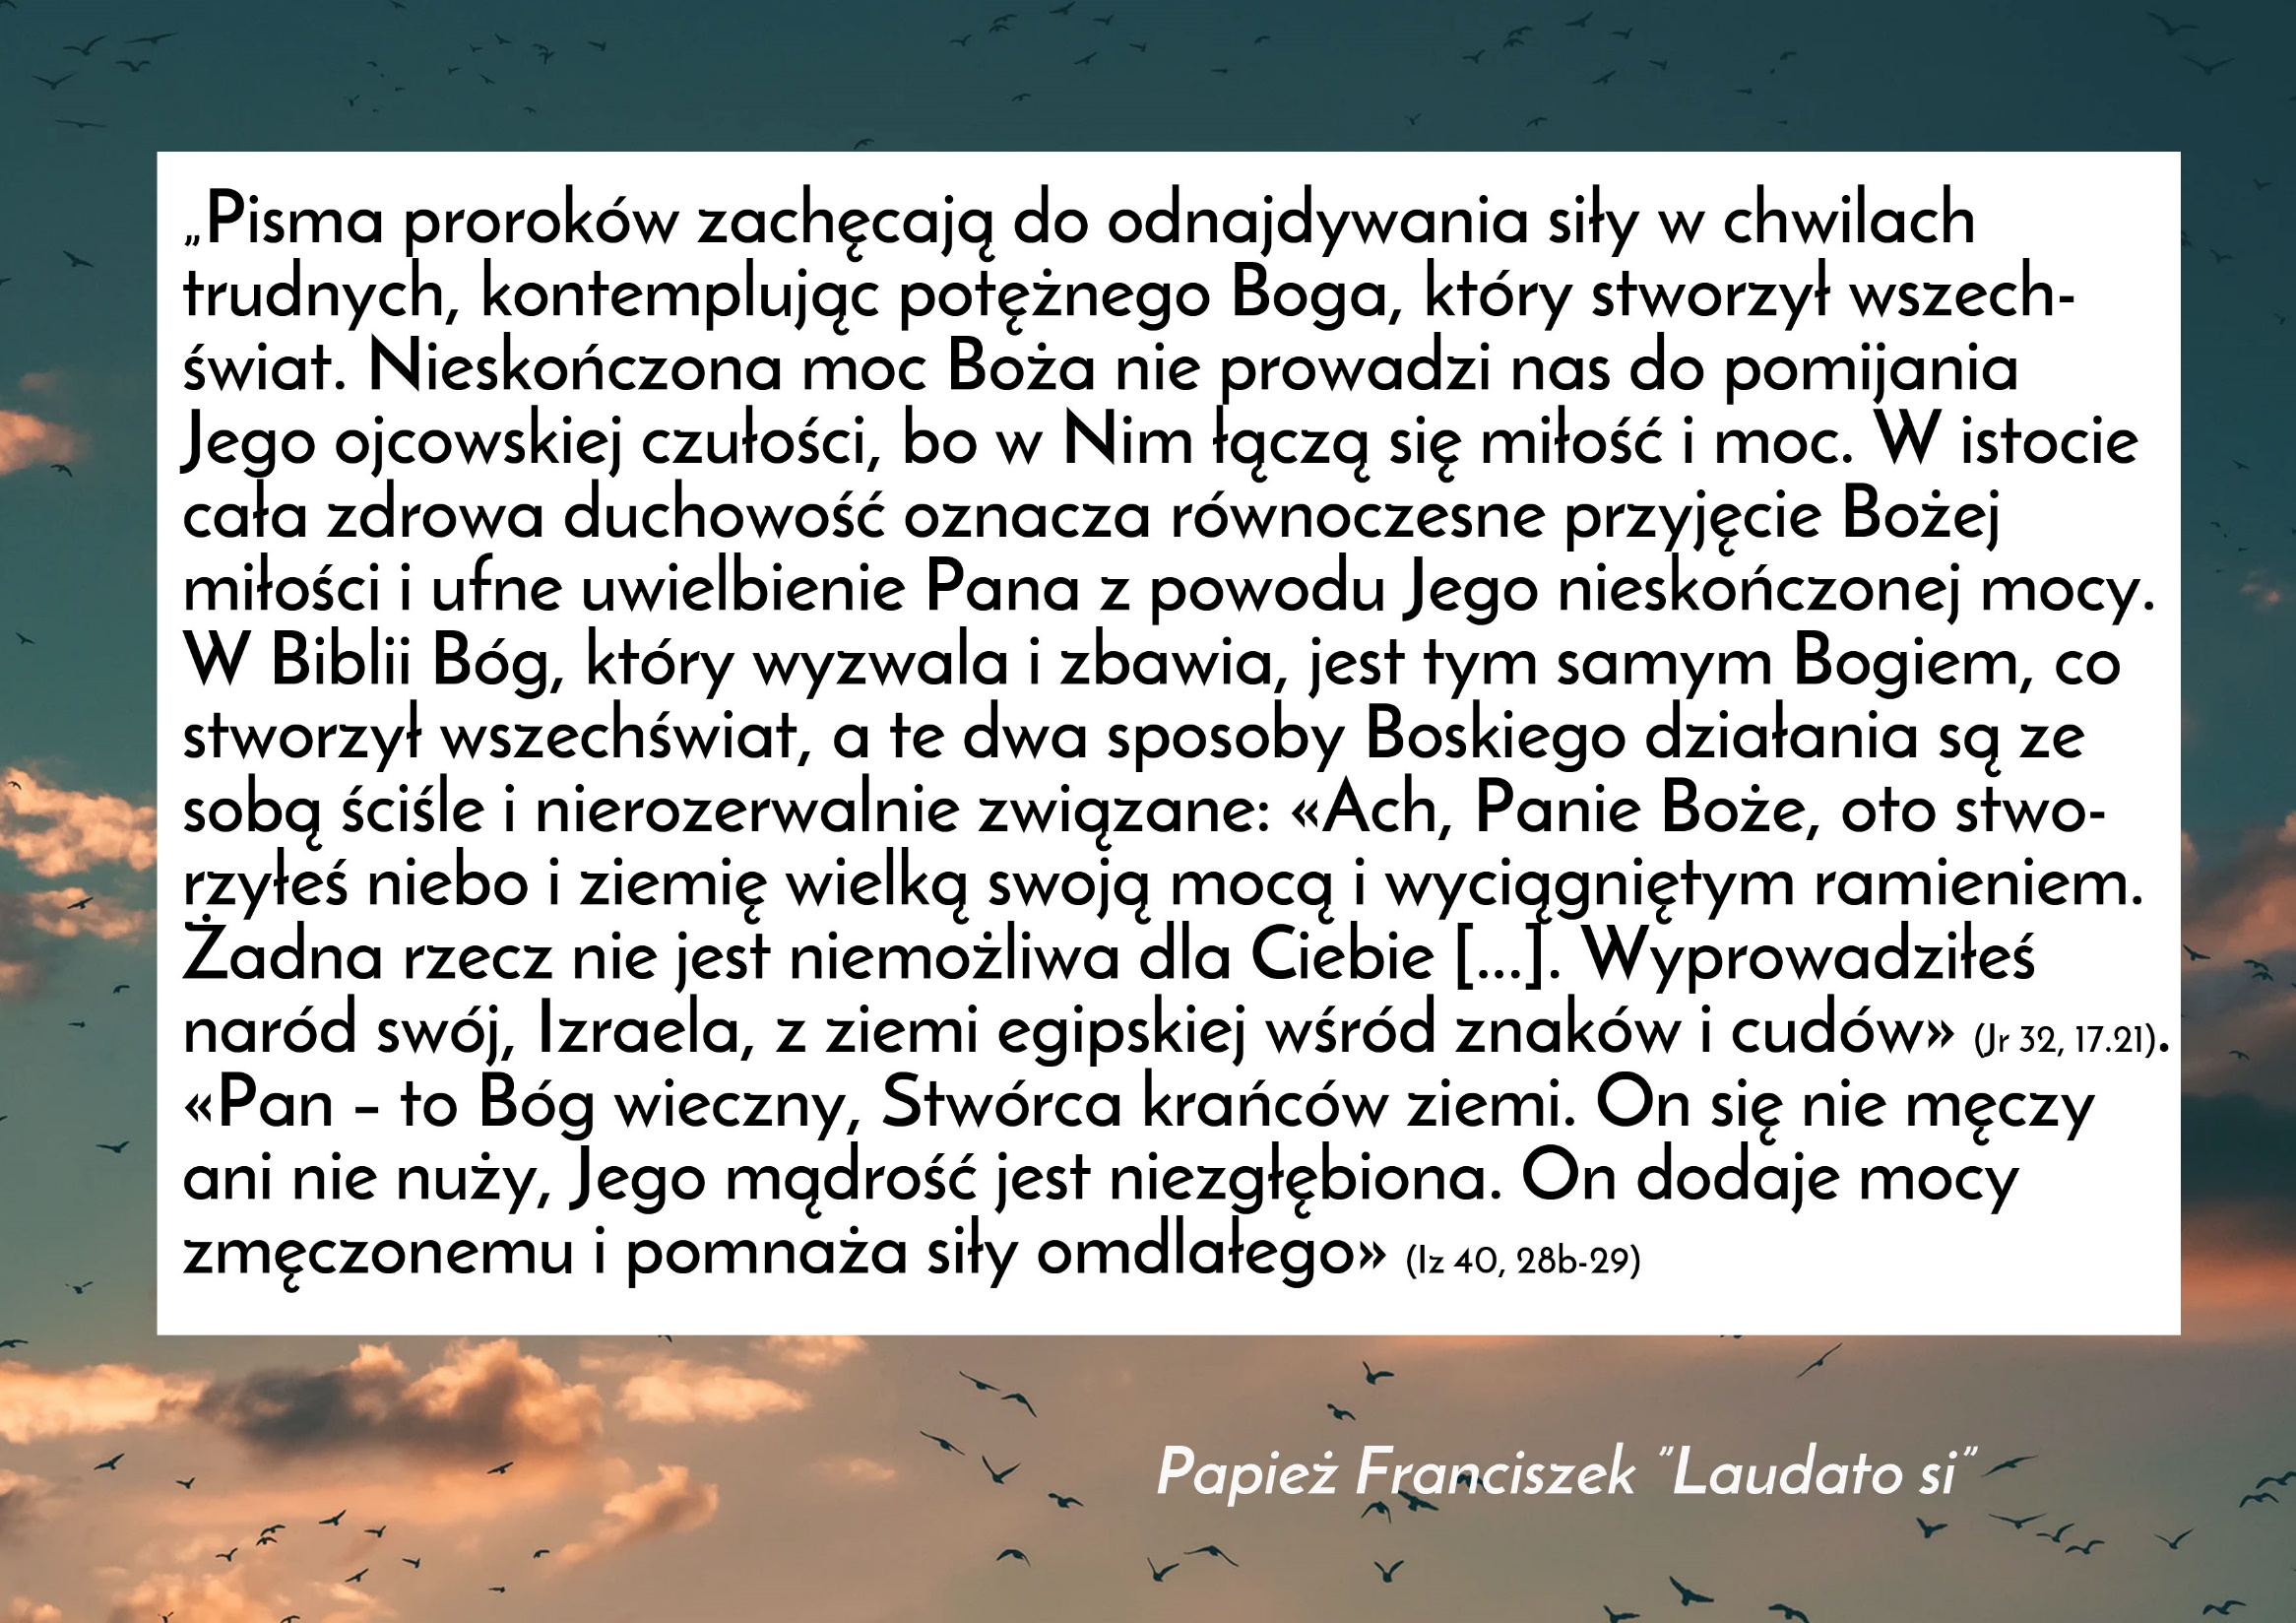 „Pisma proroków zachęcają do odnajdywania siły w chwilach
trudnych, kontemplując potężnego Boga, który stworzył wszech-
świat. Nieskończona moc Boża nie prowadzi nas do pomijania
Jego ojcowskiej czułości, bo w Nim łączą się miłość i moc. W istocie
cała zdrowa duchowość oznacza równoczesne przyjęcie Bożej
miłości i ufne uwielbienie Pana z powodu Jego nieskończonej mocy.
W Biblii Bóg, który wyzwala i zbawia, jest tym samym Bogiem, co
stworzył wszechświat, a te dwa sposoby Boskiego działania są ze
sobą ściśle i nierozerwalnie związane: «Ach, Panie Boże, oto stwo-
rzyłeś niebo i ziemię wielką swoją mocą i wyciągniętym ramieniem.
Żadna rzecz nie jest niemożliwa dla Ciebie [...]. Wyprowadziłeś
naród swój, Izraela, z ziemi egipskiej wśród znaków i cudów» (Jr 32, 17.21).
«Pan – to Bóg wieczny, Stwórca krańców ziemi. On się nie męczy
ani nie nuży, Jego mądrość jest niezgłębiona. On dodaje mocy
zmęczonemu i pomnaża siły omdlałego» (Iz 40, 28b-29)
Papież Franciszek "Laudato si"